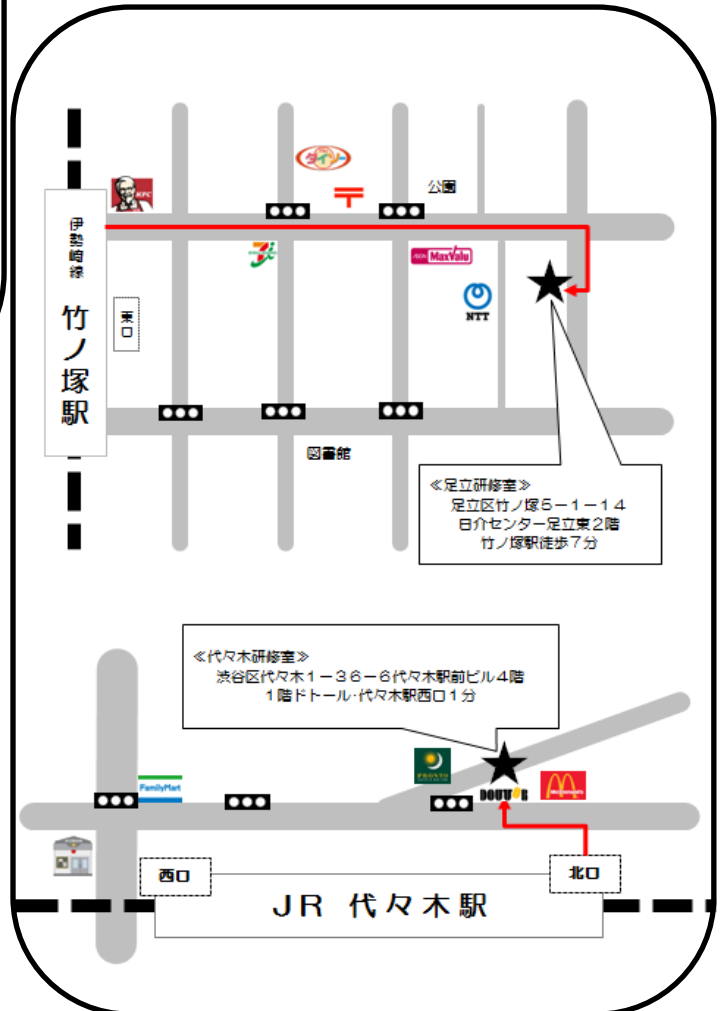 ダイソー
KFC
公園
伊勢崎線
竹ノ塚駅
東口
MaxValu
NTT
図書館
≪足立研修室≫
足立区竹ノ塚5－1－14
日介センター足立東2階
竹ノ塚駅徒歩7分
≪代々木研修室≫
渋谷区代々木1－36－6代々木駅前ビル4階
1階ドトール･代々木駅西口1分
PRONTO
FamilyMart
DOUTOR
McDonald's
西口
北口
JR 代々木駅